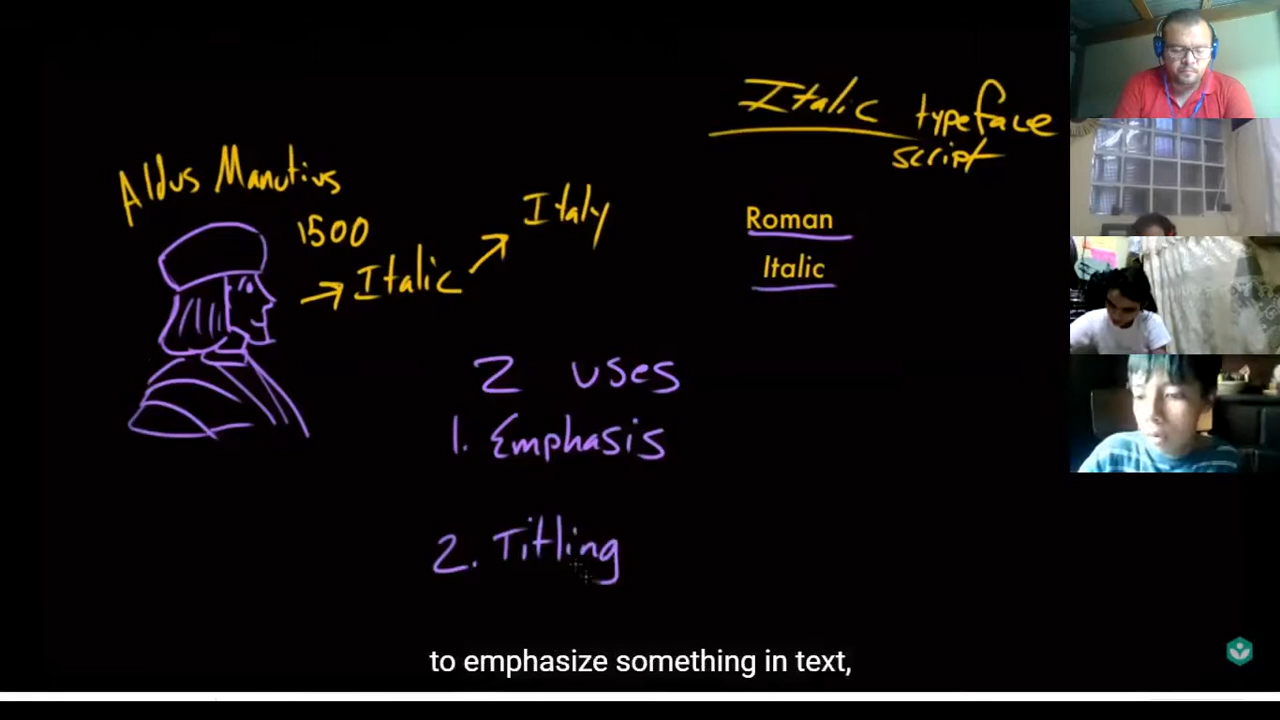 Italic typeface
script
Aldus Manutius
1500
→ Italic → Italy
Roman
Italic
2 uses
1. Emphasis
2. Titling
to emphasize something in text,